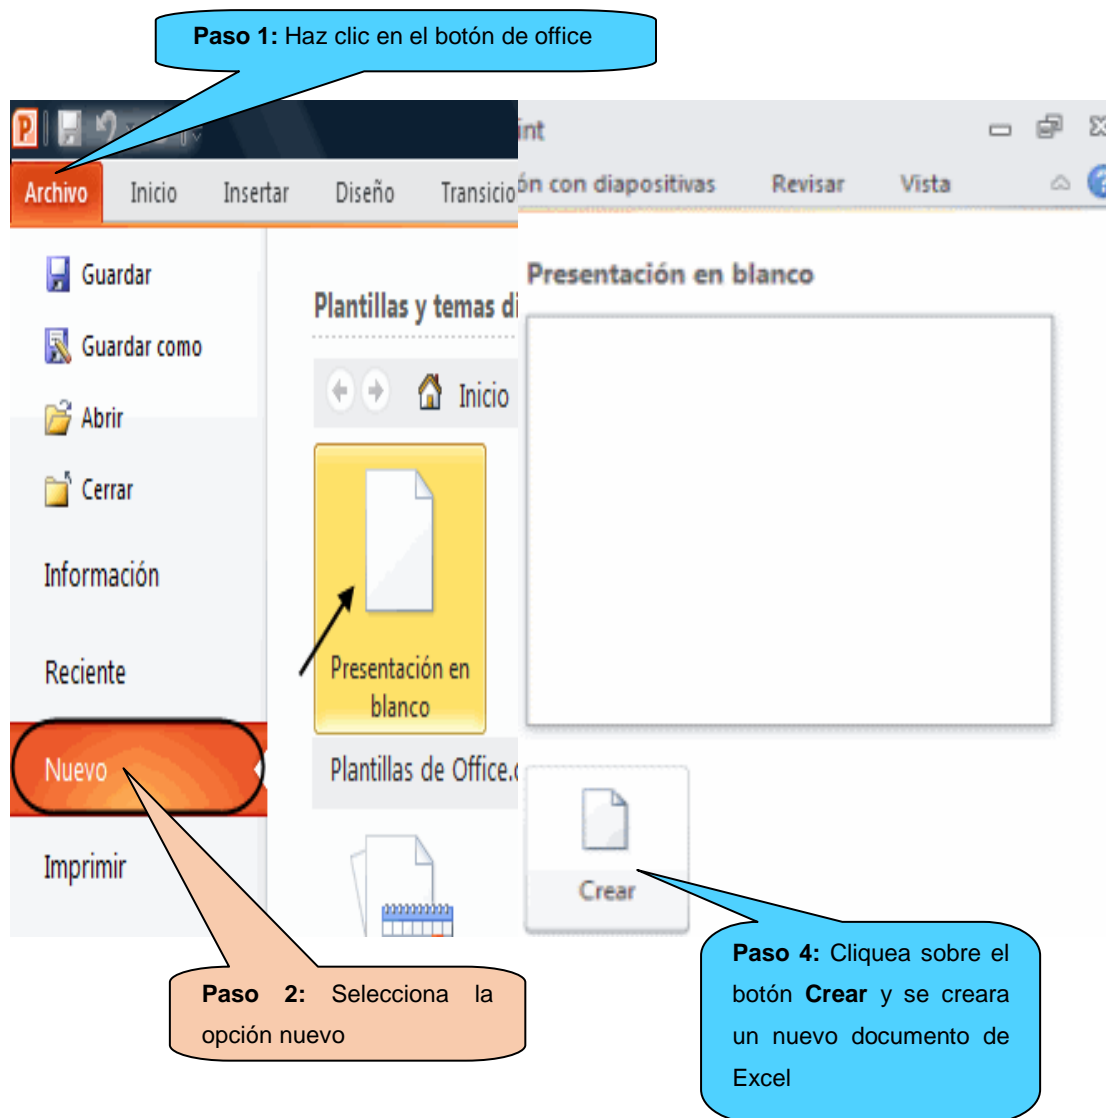 Paso 1: Haz clic en el botón de office
int
Archivo Inicio Insertar Diseño Transicio
ón con diapositivas Revisar Vista
Guardar
Guardar como
Abrir
Cerrar
Información
Reciente
Nuevo
Imprimir
Plantillas y temas di
Inicio
Presentación en
blanco
Plantillas de Office.c
Presentación en blanco
Crear
Paso 2: Selecciona la
opción nuevo
Paso 4: Cliquea sobre el
botón Crear y se creara
un nuevo documento de
Excel